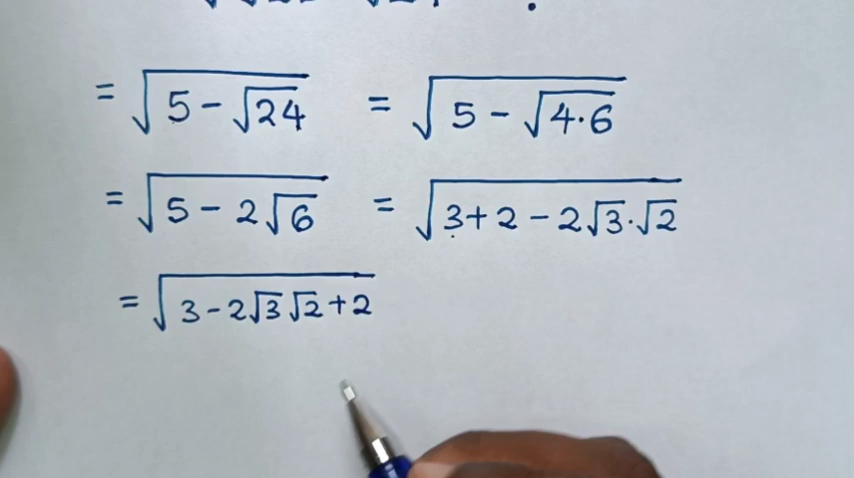 = √(5 - √24) = √(5 - √(4·6))
= √(5 - 2√6) = √(3 + 2 - 2√3·√2)
= √(3 - 2√3√2 + 2)